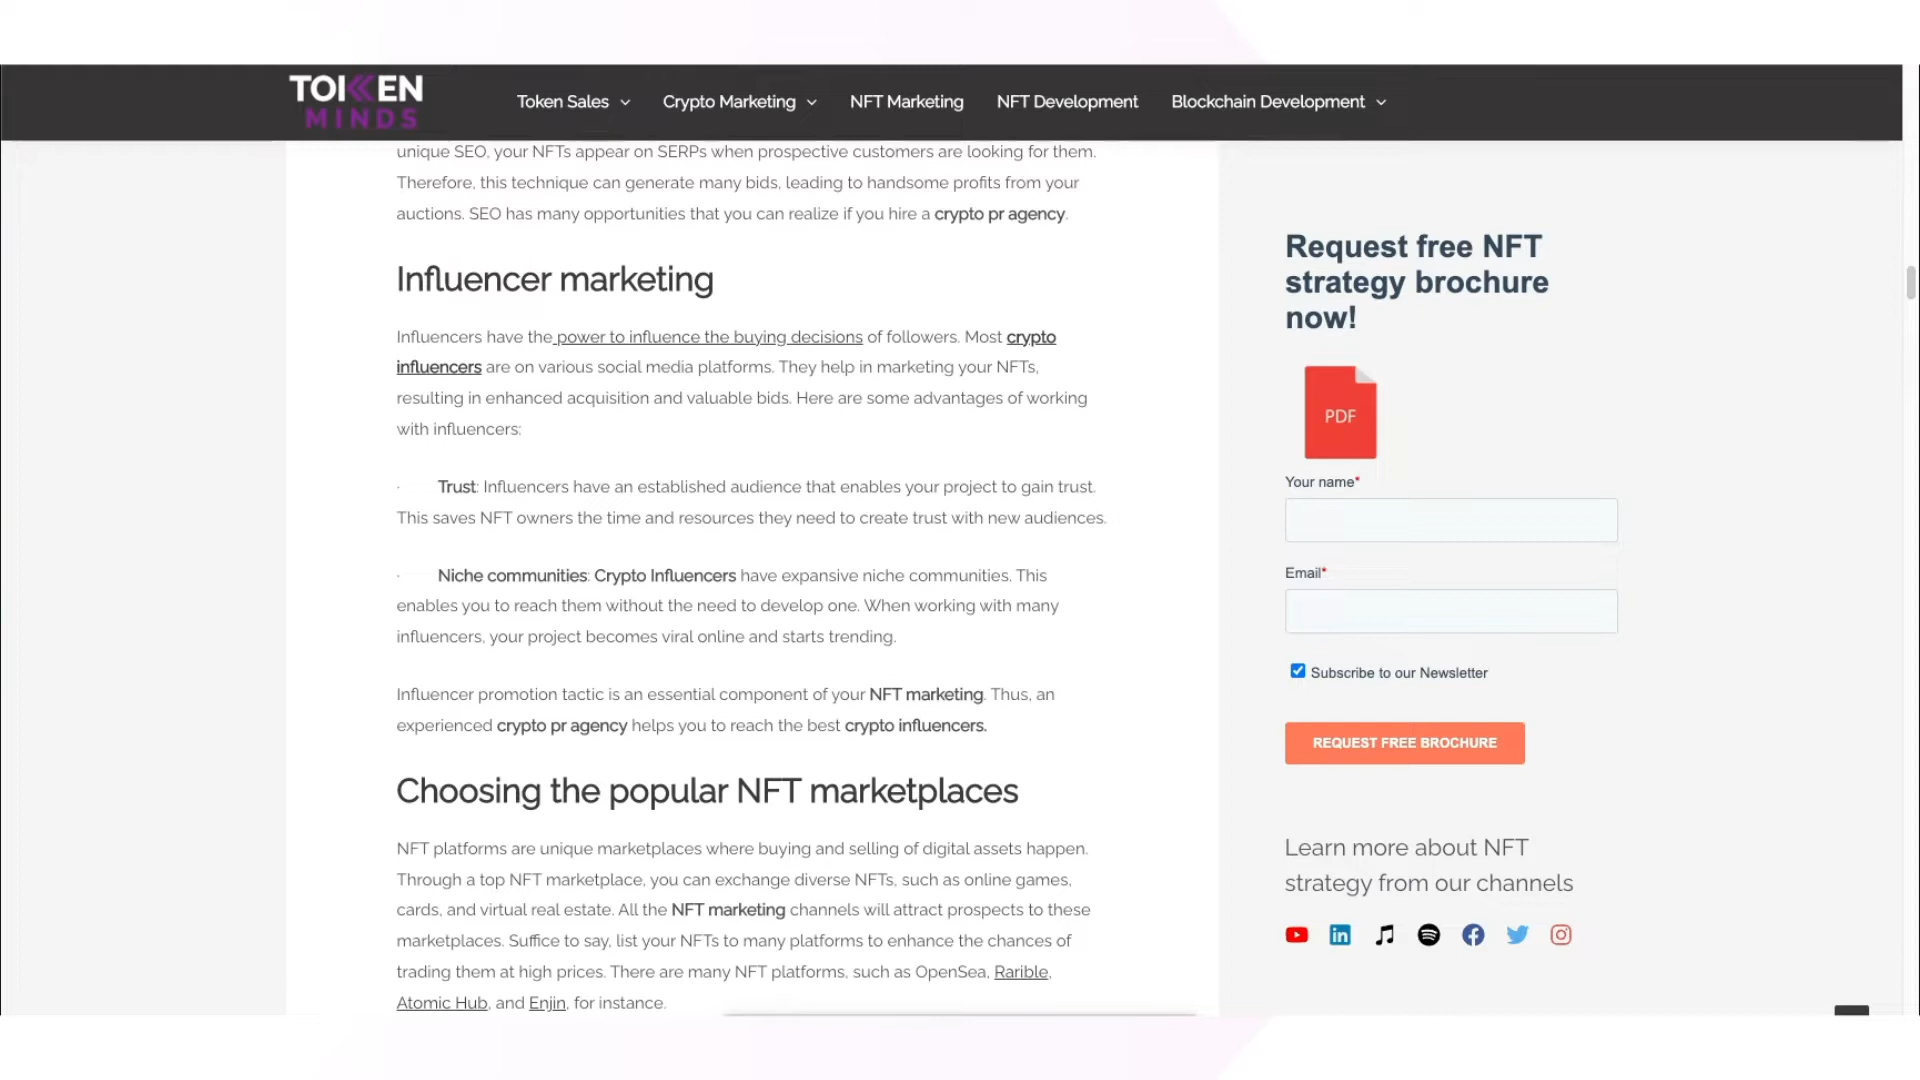 TOKEN
MINDS
Token Sales
Crypto Marketing
NFT Marketing
NFT Development
Blockchain Development
unique SEO, your NFTs appear on SERPs when prospective customers are looking for them.
Therefore, this technique can generate many bids, leading to handsome profits from your
auctions. SEO has many opportunities that you can realize if you hire a crypto pr agency.
Influencer marketing
Influencers have the power to influence the buying decisions of followers. Most crypto
influencers are on various social media platforms. They help in marketing your NFTs,
resulting in enhanced acquisition and valuable bids. Here are some advantages of working
with influencers:
· Trust: Influencers have an established audience that enables your project to gain trust.
This saves NFT owners the time and resources they need to create trust with new audiences.
· Niche communities: Crypto Influencers have expansive niche communities. This
enables you to reach them without the need to develop one. When working with many
influencers, your project becomes viral online and starts trending.
Influencer promotion tactic is an essential component of your NFT marketing. Thus, an
experienced crypto pr agency helps you to reach the best crypto influencers.
Choosing the popular NFT marketplaces
NFT platforms are unique marketplaces where buying and selling of digital assets happen.
Through a top NFT marketplace, you can exchange diverse NFTs, such as online games,
cards, and virtual real estate. All the NFT marketing channels will attract prospects to these
marketplaces. Suffice to say, list your NFTs to many platforms to enhance the chances of
trading them at high prices. There are many NFT platforms, such as OpenSea, Rarible,
Atomic Hub, and Enjin, for instance.
Request free NFT
strategy brochure
now!
PDF
Your name*
Email*
Subscribe to our Newsletter
REQUEST FREE BROCHURE
Learn more about NFT
strategy from our channels